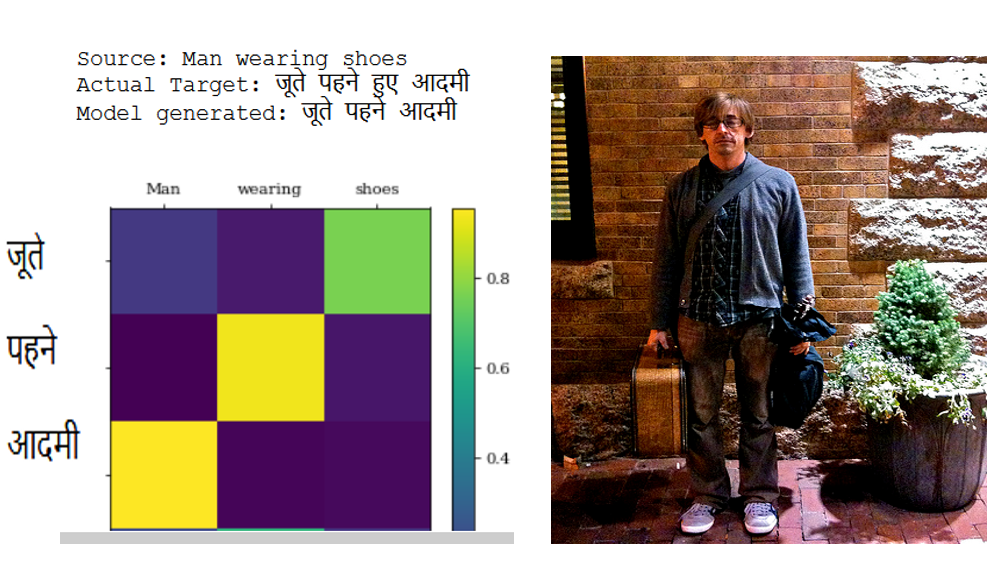 Source: Man wearing shoes
Actual Target: जूते पहने हुए आदमी
Model generated: जूते पहने आदमी
Man wearing shoes
जूते
पहने
आदमी
0.8
0.6
0.4